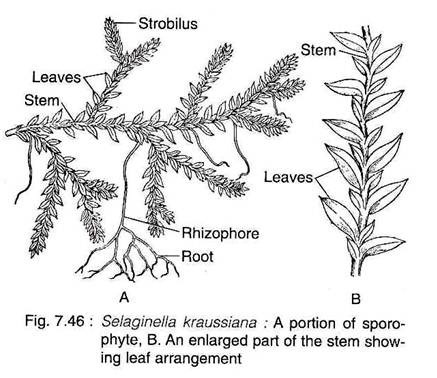 Strobilus
Leaves
Stem
Rhizophore
Root
A
Stem
Leaves
B
Fig. 7.46 : Selaginella kraussiana : A portion of sporo-
phyte, B. An enlarged part of the stem show-
ing leaf arrangement